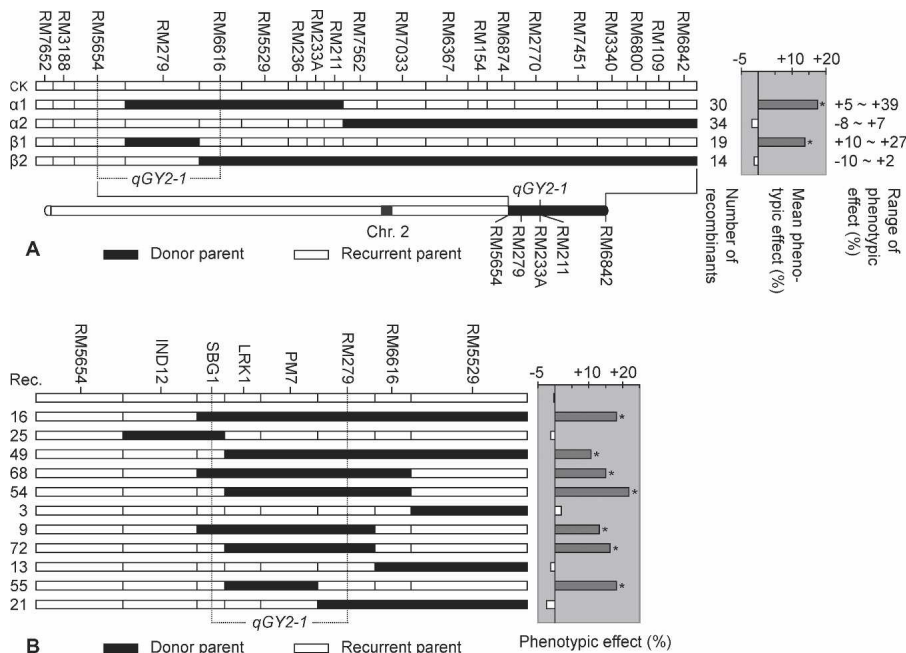 RM7652 RM3188 RM5654 RM279 RM6616 RM5529 RM236 RM233A RM211 RM7562 RM7033 RM6367 RM154 RM6874 RM2770 RM7451 RM3340 RM6800 RM109 RM6842
-5 +10 +20
CK
α1 30 * +5 ~ +39
α2 34 -8 ~ +7
β1 19 * +10 ~ +27
β2 14 -10 ~ +2
qGY2-1
qGY2-1
Chr. 2
RM5654 RM279 RM233A RM211 RM6842
Number of
recombinants
Mean pheno-
typic effect (%)
Range of
phenotypic
effect (%)
A Donor parent Recurrent parent
RM5654 IND12 SBG1 LRK1 PM7 RM279 RM6616 RM5529
Rec. -5 +10 +20
16 *
25
49 *
68 *
54 *
3
9 *
72 *
13
55 *
21
qGY2-1
B Donor parent Recurrent parent Phenotypic effect (%)